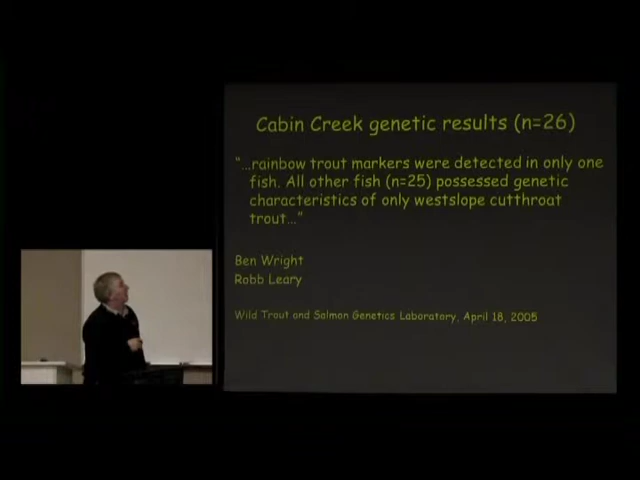 Cabin Creek genetic results (n=26)
"…rainbow trout markers were detected in only one
fish. All other fish (n=25) possessed genetic
characteristics of only westslope cutthroat
trout…"
Ben Wright
Robb Leary
Wild Trout and Salmon Genetics Laboratory, April 18, 2005